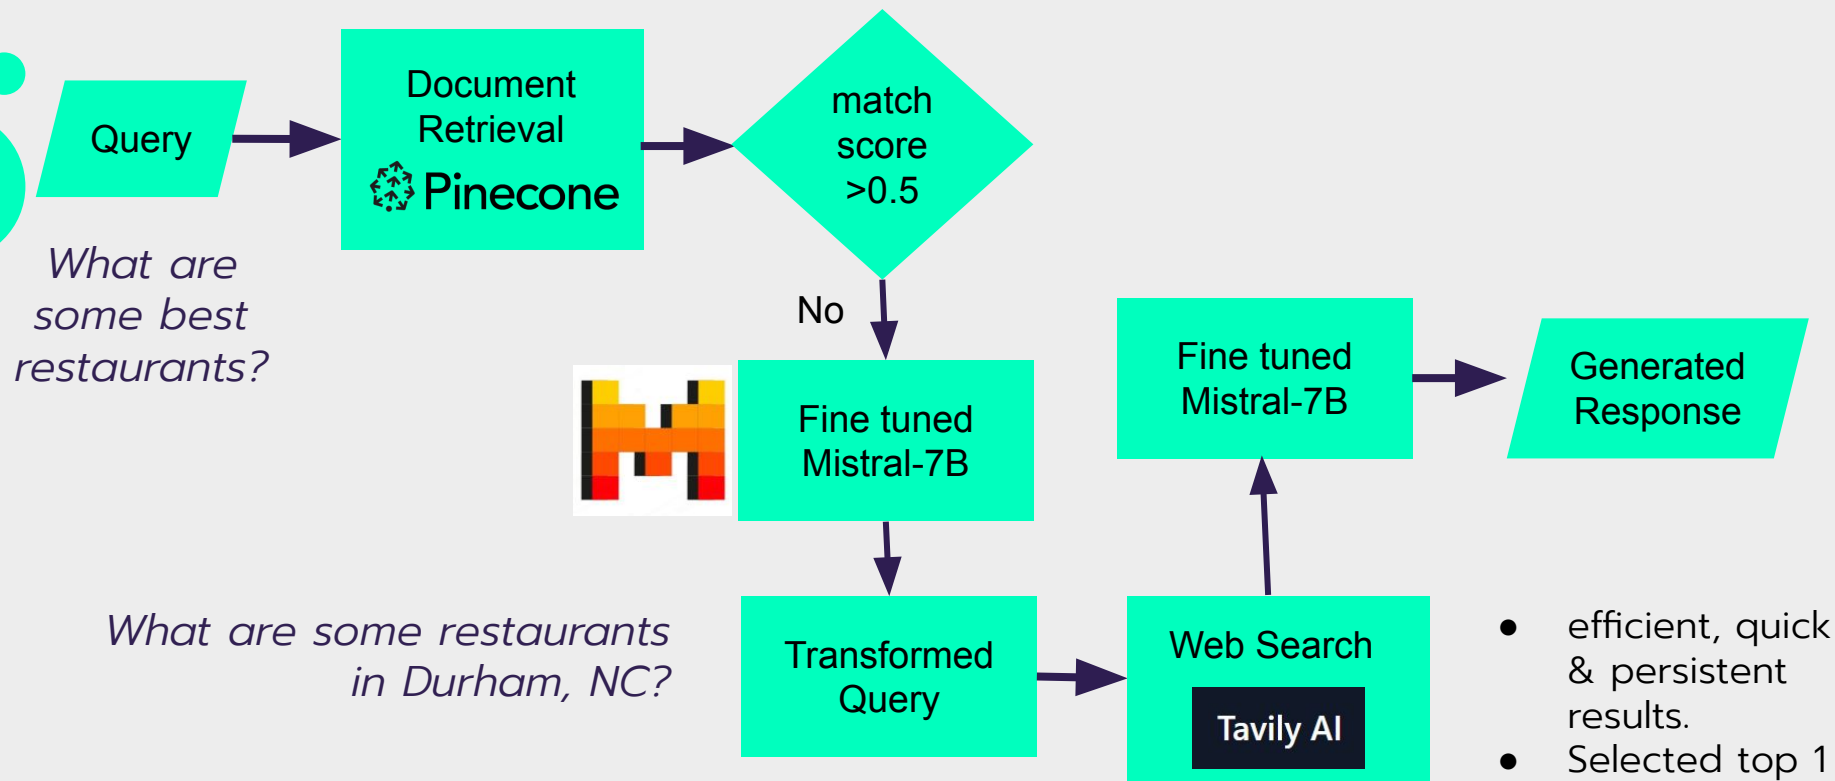 Query
Document
Retrieval
Pinecone
match
score
>0.5
What are
some best
restaurants?
No
Fine tuned
Mistral-7B
Fine tuned
Mistral-7B
Generated
Response
What are some restaurants
in Durham, NC?
Transformed
Query
Web Search
Tavily AI
● efficient, quick
& persistent
results.
● Selected top 1